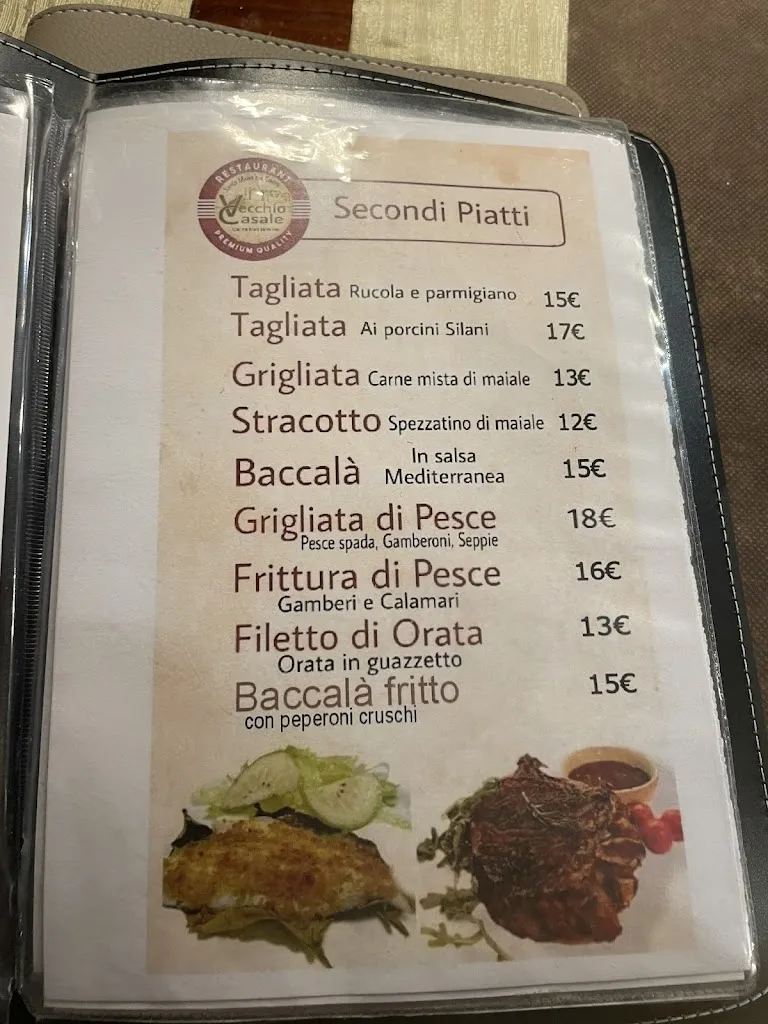 RESTAURANT
Vecchio
Casale
PREMIUM QUALITY
Secondi Piatti
Tagliata Rucola e parmigiano 15€
Tagliata Ai porcini Silani 17€
Grigliata Carne mista di maiale 13€
Stracotto Spezzatino di maiale 12€
Baccalà In salsa Mediterranea 15€
Grigliata di Pesce 18€
Pesce spada, Gamberoni, Seppie
Frittura di Pesce 16€
Gamberi e Calamari
Filetto di Orata 13€
Orata in guazzetto
Baccalà fritto 15€
con peperoni cruschi